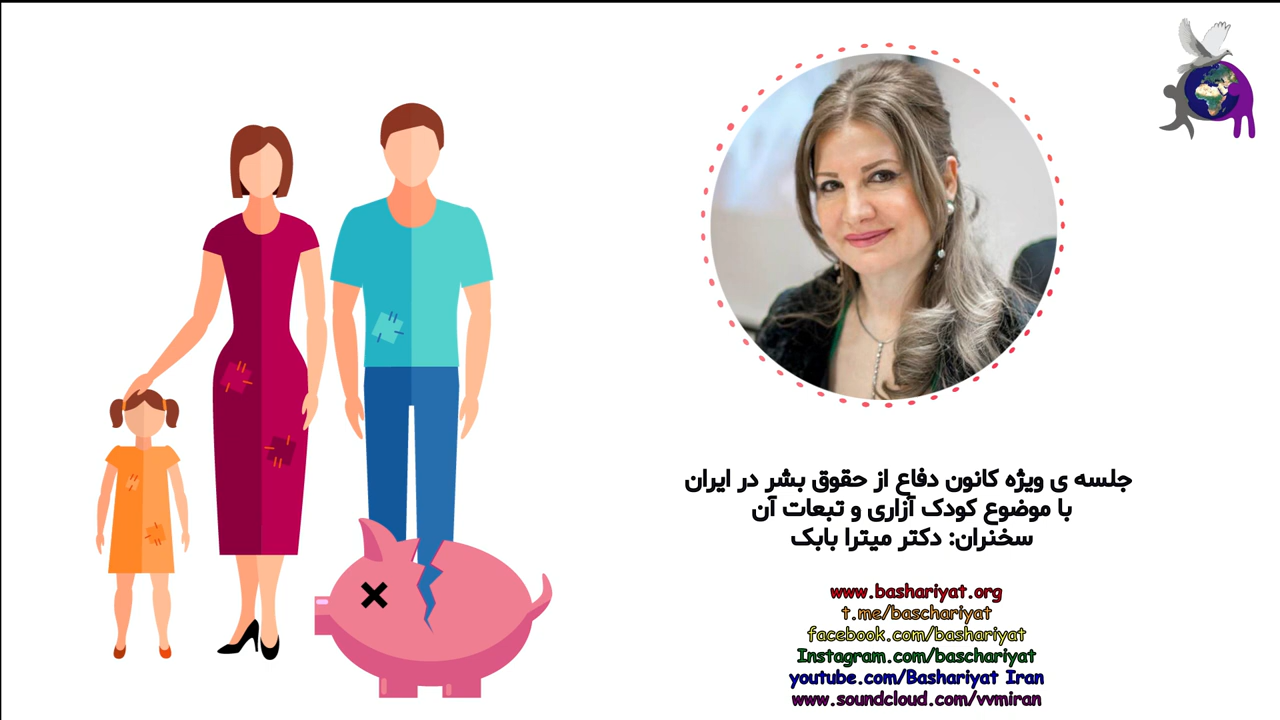 جلسه ی ویژه کانون دفاع از حقوق بشر در ایران
با موضوع کودک آزاری و تبعات آن
سخنران: دکتر میترا بابک
www.bashariyat.org
t.me/baschariyat
facebook.com/bashariyat
Instagram.com/baschariyat
youtube.com/Bashariyat Iran
www.soundcloud.com/vvmiran